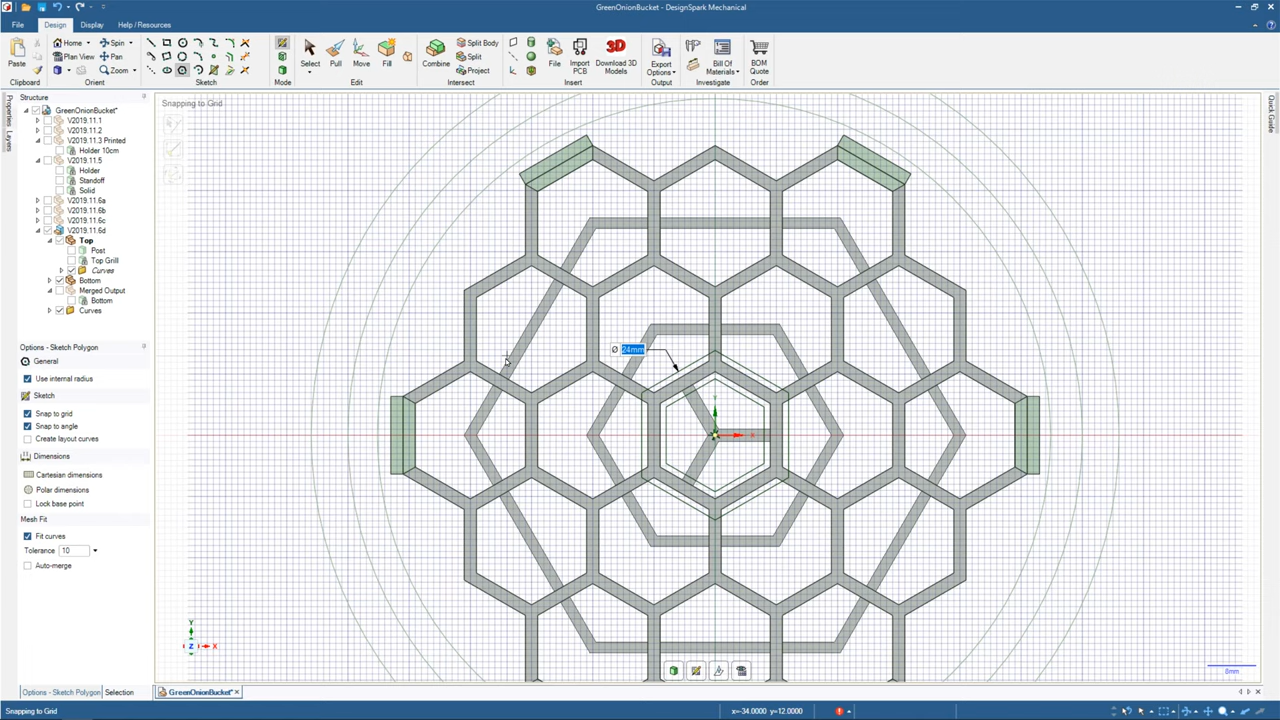 GreenOnionBucket - DesignSpark Mechanical
File
Design
Display
Help / Resources
Paste
Home
Plan View
Spin
Pan
Zoom
Select
Pull
Move
Fill
Combine
Split Body
Split
Project
File
Import PCB
Download 3D Models
Export Options
Bill Of Materials
BOM Quote
Clipboard
Orient
Sketch
Mode
Edit
Intersect
Insert
Output
Investigate
Order
Properties
Layers
Structure
GreenOnionBucket*
V2019.11.1
V2019.11.2
V2019.11.3 Printed
Holder 10cm
V2019.11.5
Holder
Standoff
Solid
V2019.11.6a
V2019.11.6b
V2019.11.6c
V2019.11.6d
Top
Post
Top Grill
Curves
Bottom
Merged Output
Bottom
Curves
Options - Sketch Polygon
General
Use internal radius
Sketch
Snap to grid
Snap to angle
Create layout curves
Dimensions
Cartesian dimensions
Polar dimensions
Lock base point
Mesh Fit
Fit curves
Tolerance 10
Auto-merge
Options - Sketch Polygon
Selection
Snapping to Grid
Ø 24mm
Y
X
Y
Z
X
8mm
Quick Guide
GreenOnionBucket*
Snapping to Grid
x=-34.0000 y=12.0000